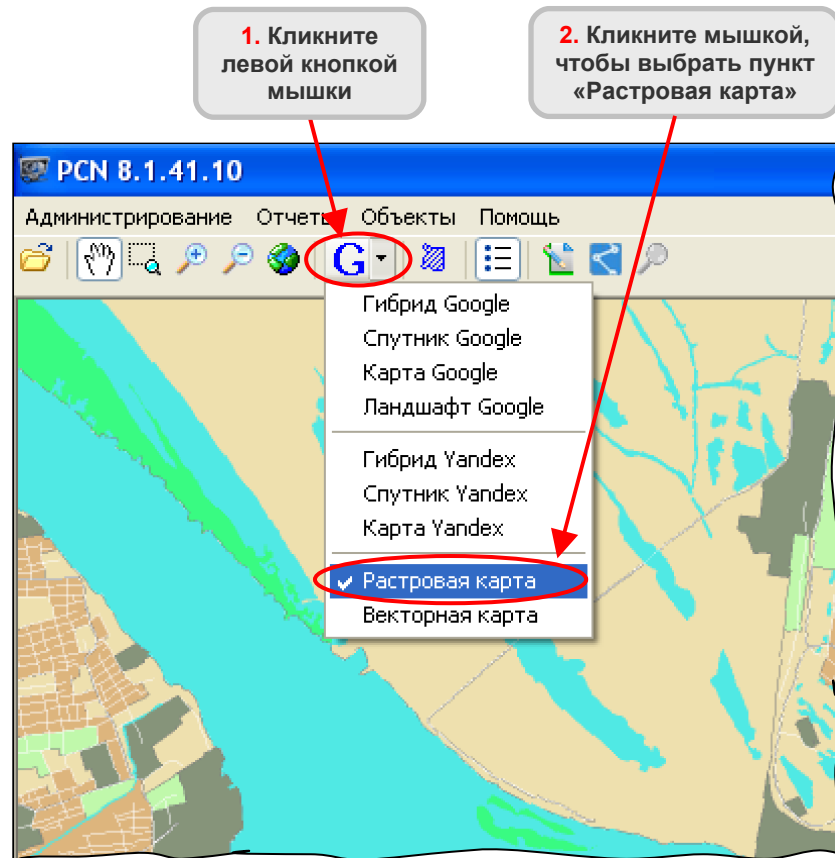 1. Кликните
левой кнопкой
мышки
2. Кликните мышкой,
чтобы выбрать пункт
«Растровая карта»
PCN 8.1.41.10
Администрирование Отчеты Объекты Помощь
G
Гибрид Google
Спутник Google
Карта Google
Ландшафт Google
Гибрид Yandex
Спутник Yandex
Карта Yandex
Растровая карта
Векторная карта